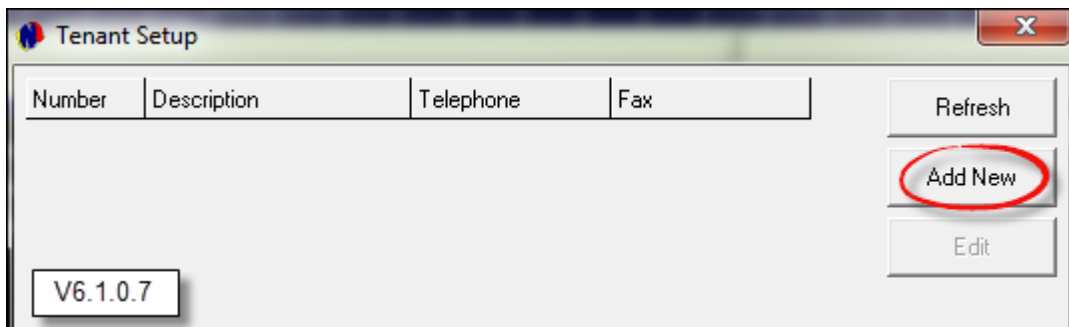 Tenant Setup
Number Description Telephone Fax
Refresh
Add New
Edit
V6.1.0.7